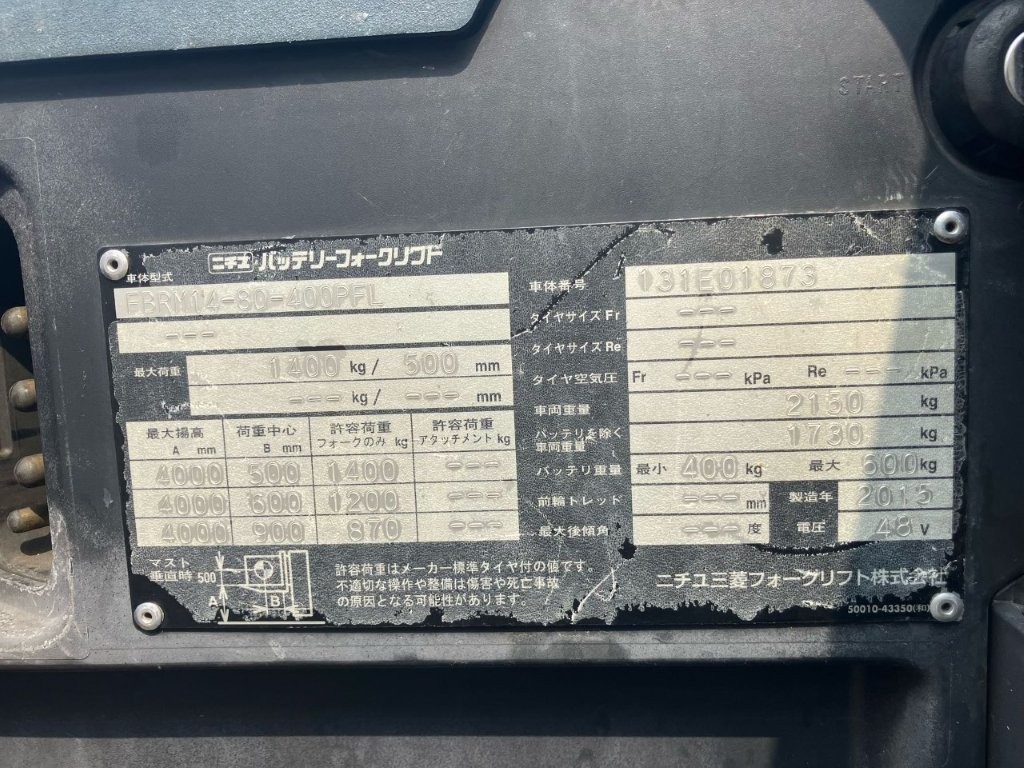 START
ニチユ バッテリーフォークリフト
車体型式
FBRY14-80-400PFL
---
最大荷重 1400 kg / 500 mm
--- kg / --- mm
最大揚高 A mm 荷重中心 B mm 許容荷重 フォークのみ kg 許容荷重 アタッチメント kg
4000 500 1400 ---
4000 600 1200 ---
4000 900 870 ---
マスト垂直時 500 A B
許容荷重はメーカー標準タイヤ付の値です。
不適切な操作や整備は傷害や死亡事故
の原因となる可能性があります。
車体番号 131E01873
タイヤサイズ Fr ---
タイヤサイズ Re ---
タイヤ空気圧 Fr --- kPa Re --- kPa
車両重量 2150 kg
バッテリを除く車両重量 1730 kg
バッテリ重量 最小 400 kg 最大 600 kg
前輪トレッド --- mm 製造年 2015
最大後傾角 --- 度 電圧 48 V
ニチユ三菱フォークリフト株式会社
50010-43350(和)